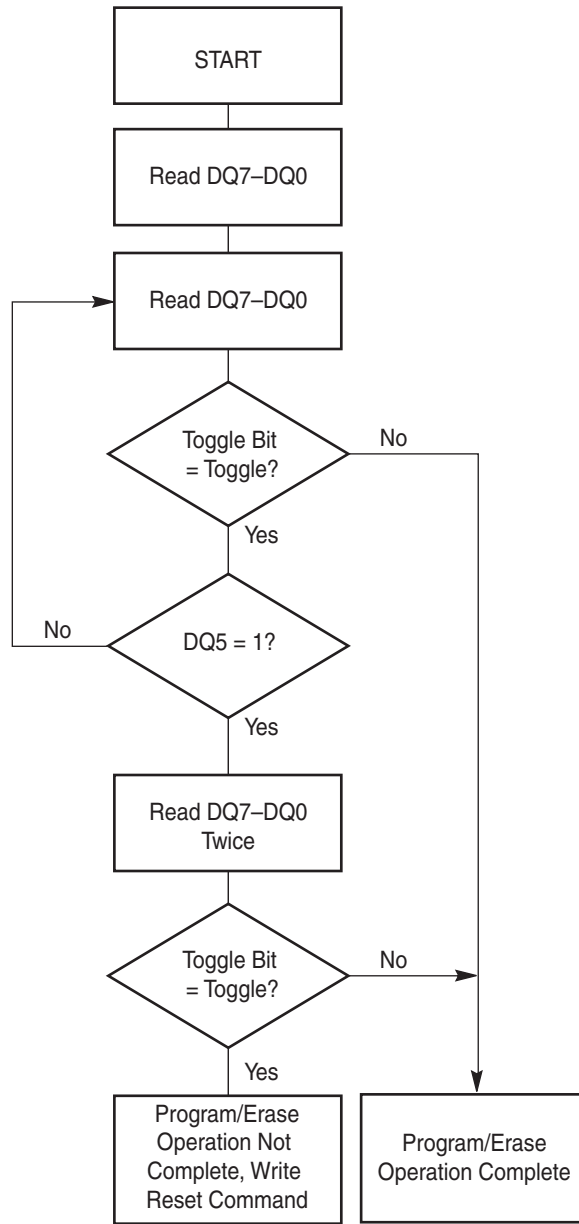 START
Read DQ7–DQ0
Read DQ7–DQ0
Toggle Bit
= Toggle?
No
Yes
No
DQ5 = 1?
Yes
Read DQ7–DQ0
Twice
Toggle Bit
= Toggle?
No
Yes
Program/Erase
Operation Not
Complete, Write
Reset Command
Program/Erase
Operation Complete